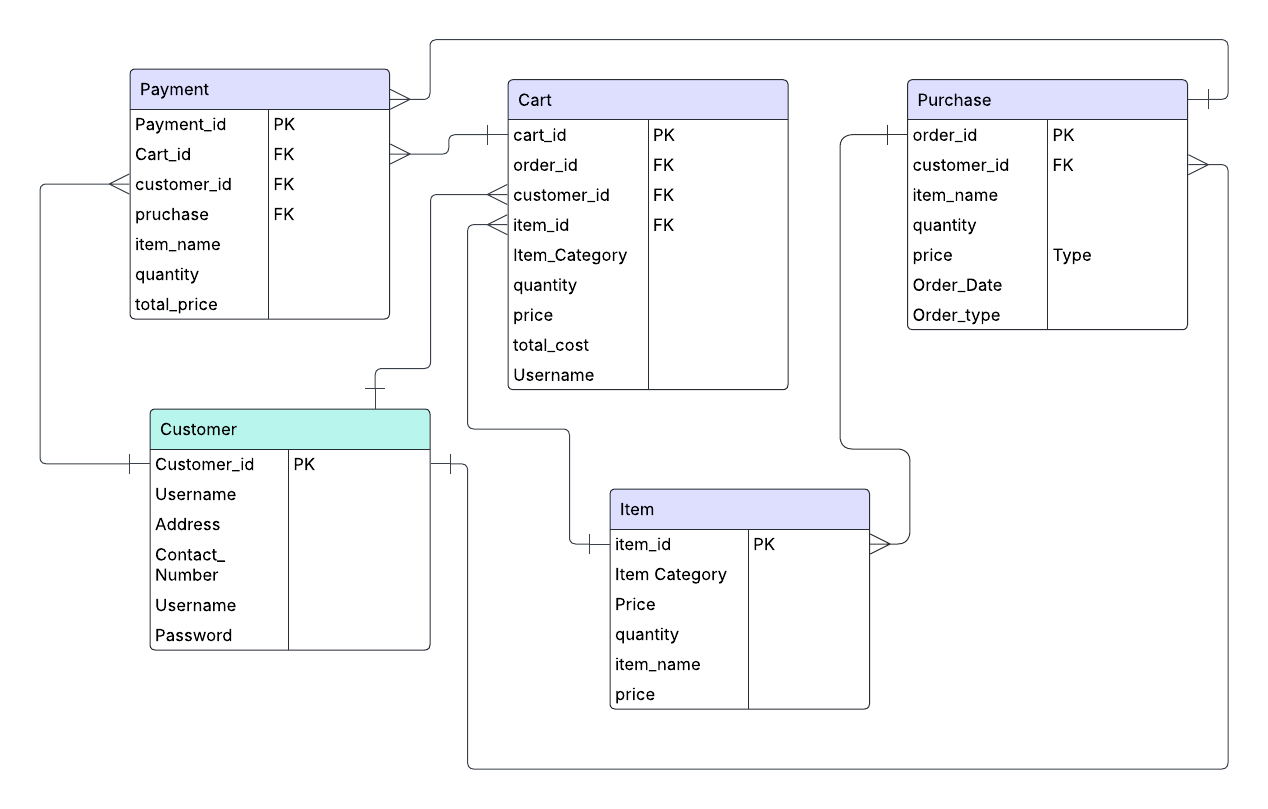 Payment
Payment_id PK
Cart_id FK
customer_id FK
pruchase FK
item_name
quantity
total_price
Cart
cart_id PK
order_id FK
customer_id FK
item_id FK
Item_Category
quantity
price
total_cost
Username
Purchase
order_id PK
customer_id FK
item_name
quantity
price Type
Order_Date
Order_type
Customer
Customer_id PK
Username
Address
Contact_
Number
Username
Password
Item
item_id PK
Item Category
Price
quantity
item_name
price